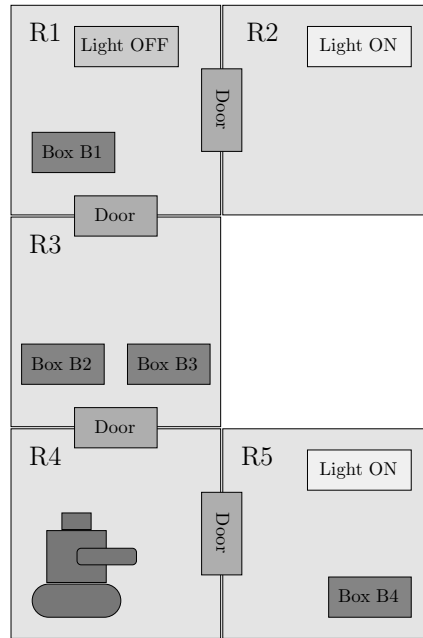 R1
Light OFF
R2
Light ON
Door
Box B1
Door
R3
Box B2
Box B3
Door
R4
R5
Light ON
Door
Box B4